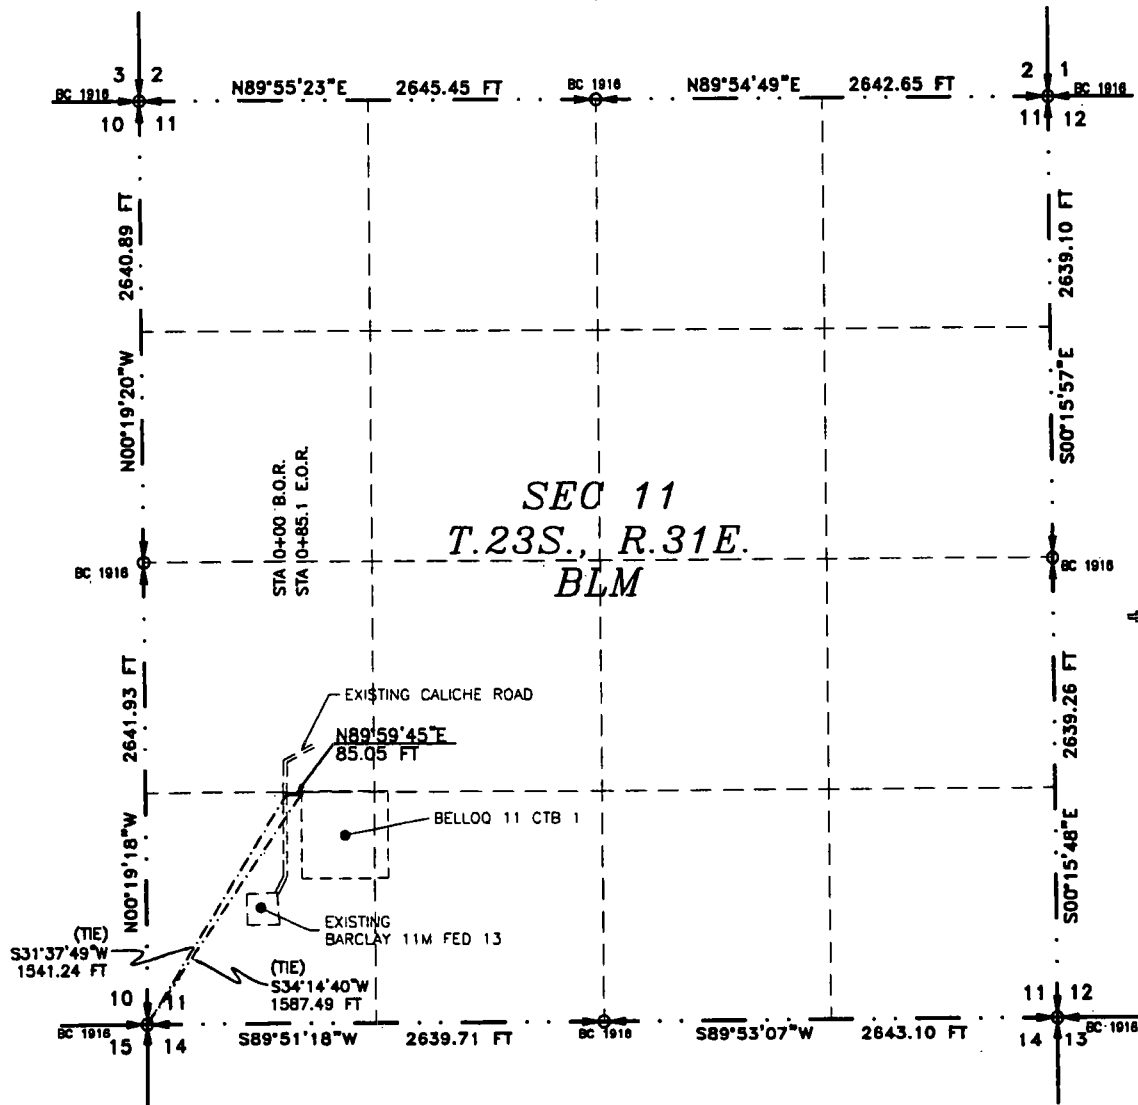 3 2
BC 1916
10 11
N89°55'23"E 2645.45 FT
BC 1916
N89°54'49"E 2642.65 FT
2 1
BC 1916
11 12
2640.89 FT
N00°19'20"W
2639.10 FT
S00°15'57"E
STA 0+00 B.O.R.
STA 0+85.1 E.O.R.
SEC 11
T.23S., R.31E.
BLM
BC 1916
BC 1916
2641.93 FT
N00°19'18"W
2639.26 FT
S00°15'48"E
EXISTING CALICHE ROAD
N89°59'45"E
85.05 FT
BELLOQ 11 CTB 1
EXISTING
BARCLAY 11M FED 13
(TIE)
S31°37'49"W
1541.24 FT
(TIE)
S34°14'40"W
1587.49 FT
10 11
BC 1916
15 14
S89°51'18"W 2639.71 FT
BC 1916
S89°53'07"W 2643.10 FT
11 12
BC 1916
14 13